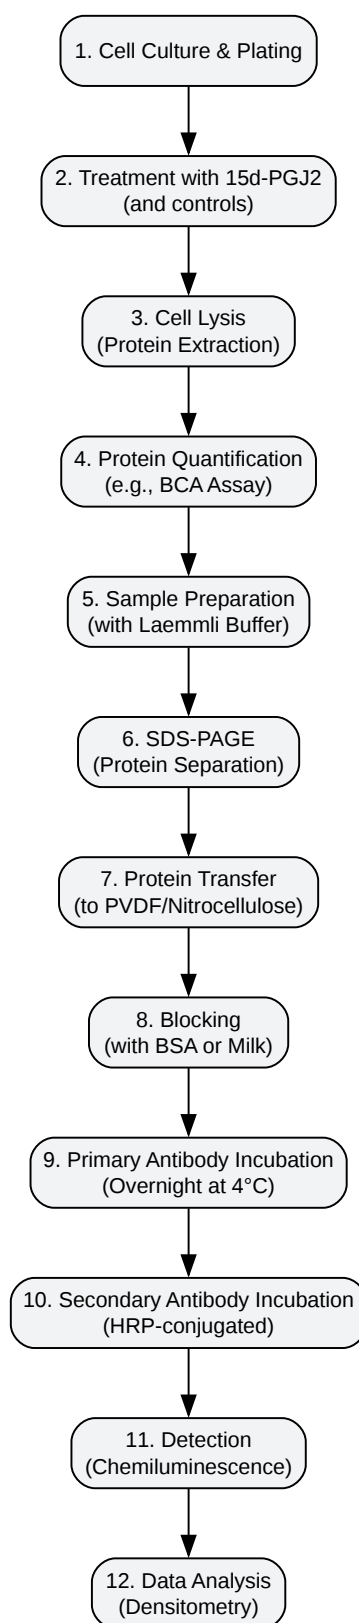 1. Cell Culture & Plating
2. Treatment with 15d-PGJ2
(and controls)
3. Cell Lysis
(Protein Extraction)
4. Protein Quantification
(e.g., BCA Assay)
5. Sample Preparation
(with Laemmli Buffer)
6. SDS-PAGE
(Protein Separation)
7. Protein Transfer
(to PVDF/Nitrocellulose)
8. Blocking
(with BSA or Milk)
9. Primary Antibody Incubation
(Overnight at 4°C)
10. Secondary Antibody Incubation
(HRP-conjugated)
11. Detection
(Chemiluminescence)
12. Data Analysis
(Densitometry)